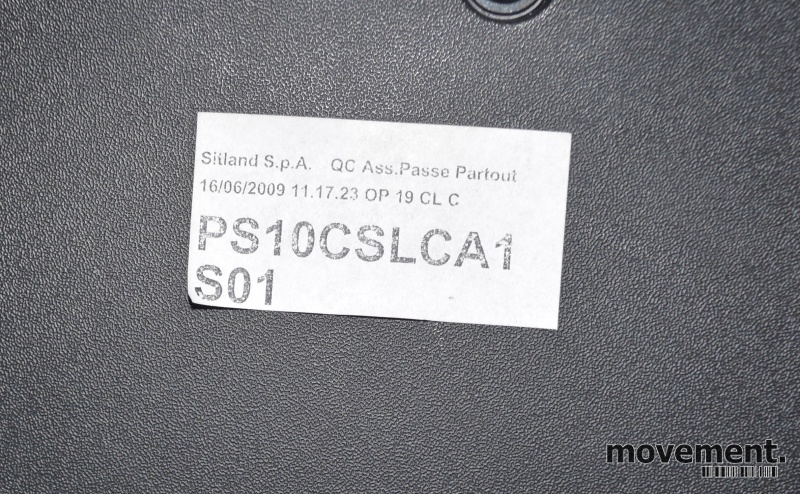 Sitland S.p.A. QC Ass.Passe Partout
16/06/2009 11.17.23 OP 19 CL C
PS10CSLCA1
S01
movement.